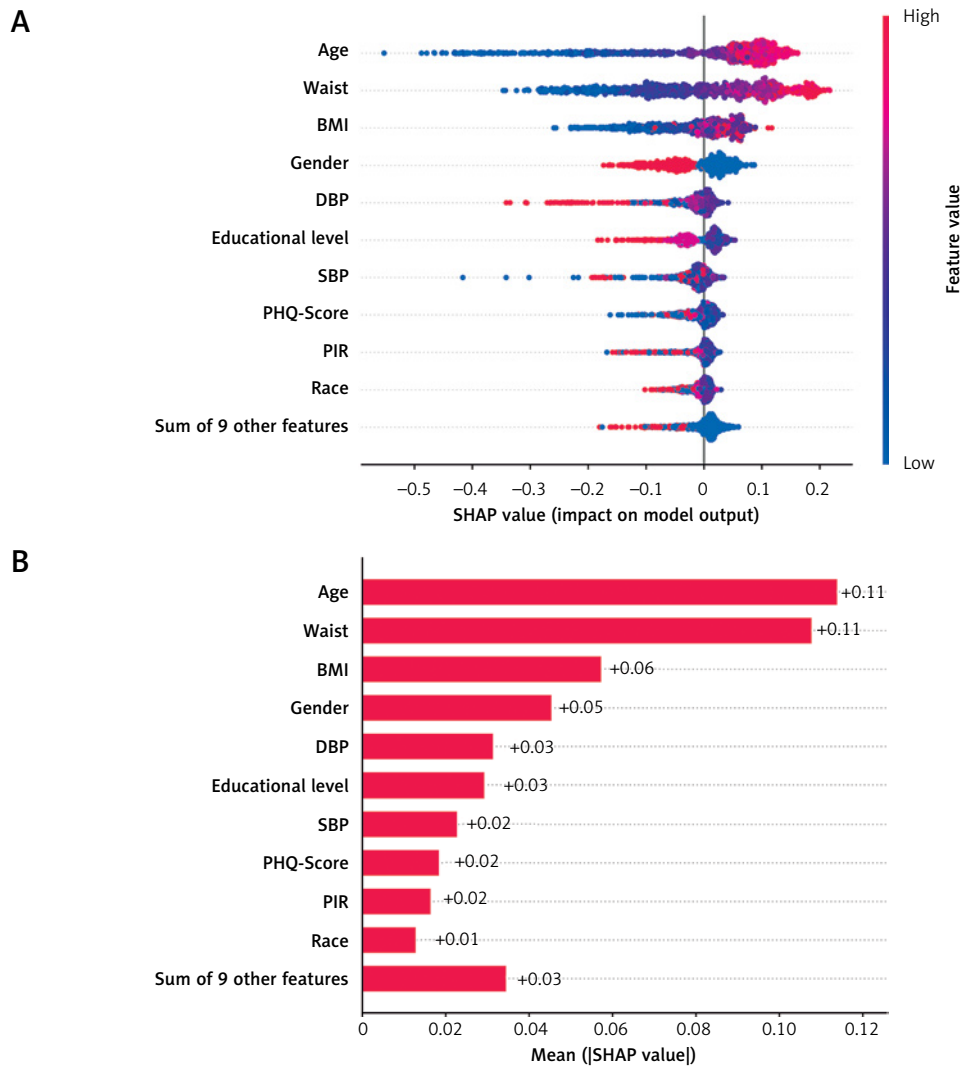 A
High
Age
Waist
BMI
Gender
DBP
Educational level
SBP
PHQ-Score
PIR
Race
Sum of 9 other features
Feature value
Low
−0.5 −0.4 −0.3 −0.2 −0.1 0 0.1 0.2
SHAP value (impact on model output)
B
Age +0.11
Waist +0.11
BMI +0.06
Gender +0.05
DBP +0.03
Educational level +0.03
SBP +0.02
PHQ-Score +0.02
PIR +0.02
Race +0.01
Sum of 9 other features +0.03
0 0.02 0.04 0.06 0.08 0.10 0.12
Mean (|SHAP value|)